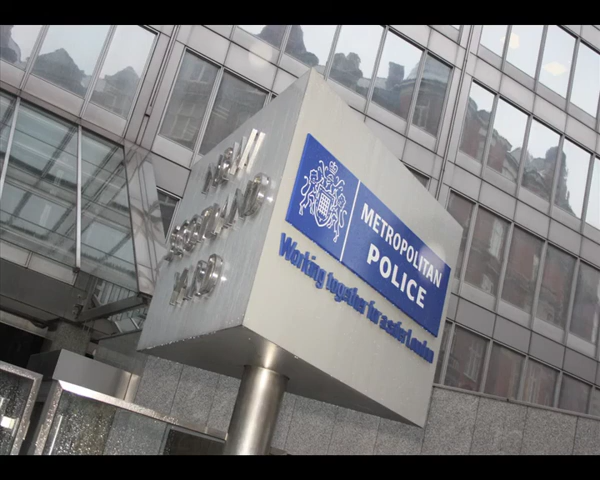 NEW
SCOTLAND
YARD
METROPOLITAN
POLICE
Working together for a safer London